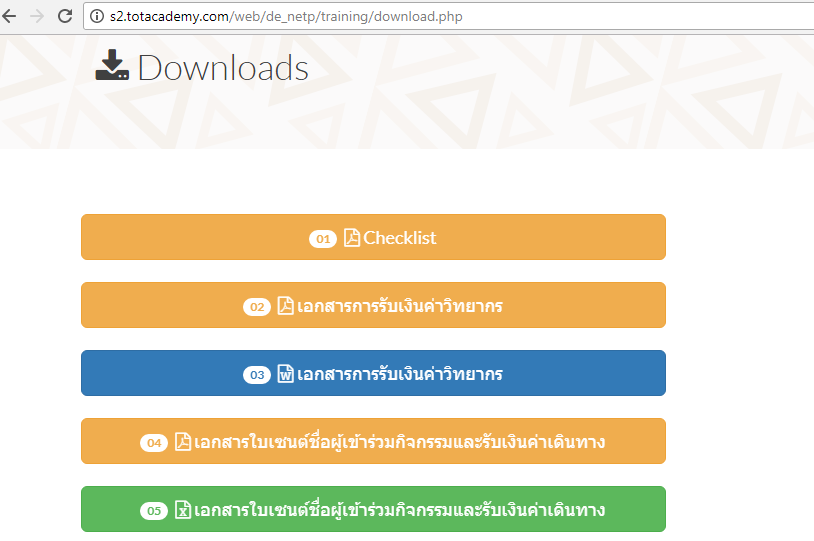 s2.totacademy.com/web/de_netp/training/download.php
Downloads
01 Checklist
02 เอกสารการรับเงินค่าวิทยากร
03 เอกสารการรับเงินค่าวิทยากร
04 เอกสารใบเซนต์ชื่อผู้เข้าร่วมกิจกรรมและรับเงินค่าเดินทาง
05 เอกสารใบเซนต์ชื่อผู้เข้าร่วมกิจกรรมและรับเงินค่าเดินทาง